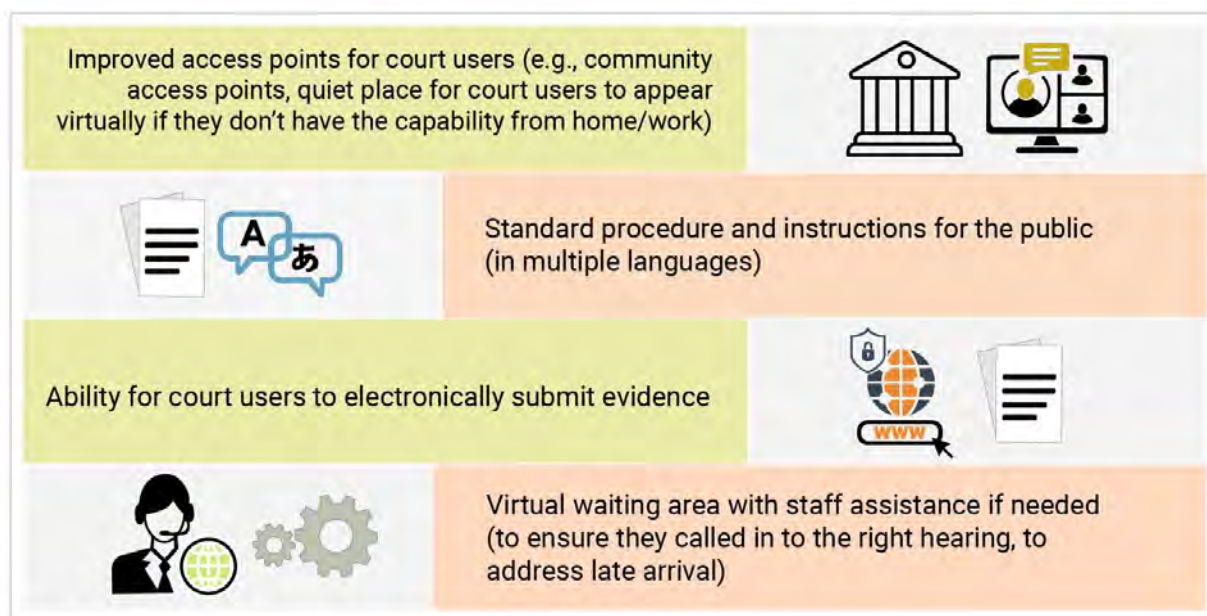 Improved access points for court users (e.g., community
access points, quiet place for court users to appear
virtually if they don’t have the capability from home/work)
A
あ
Standard procedure and instructions for the public
(in multiple languages)
Ability for court users to electronically submit evidence
www
Virtual waiting area with staff assistance if needed
(to ensure they called in to the right hearing, to
address late arrival)